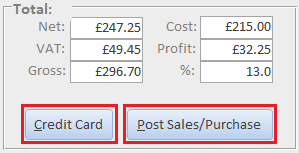 Total:
Net: £247.25 Cost: £215.00
VAT: £49.45 Profit: £32.25
Gross: £296.70 %: 13.0
Credit Card Post Sales/Purchase